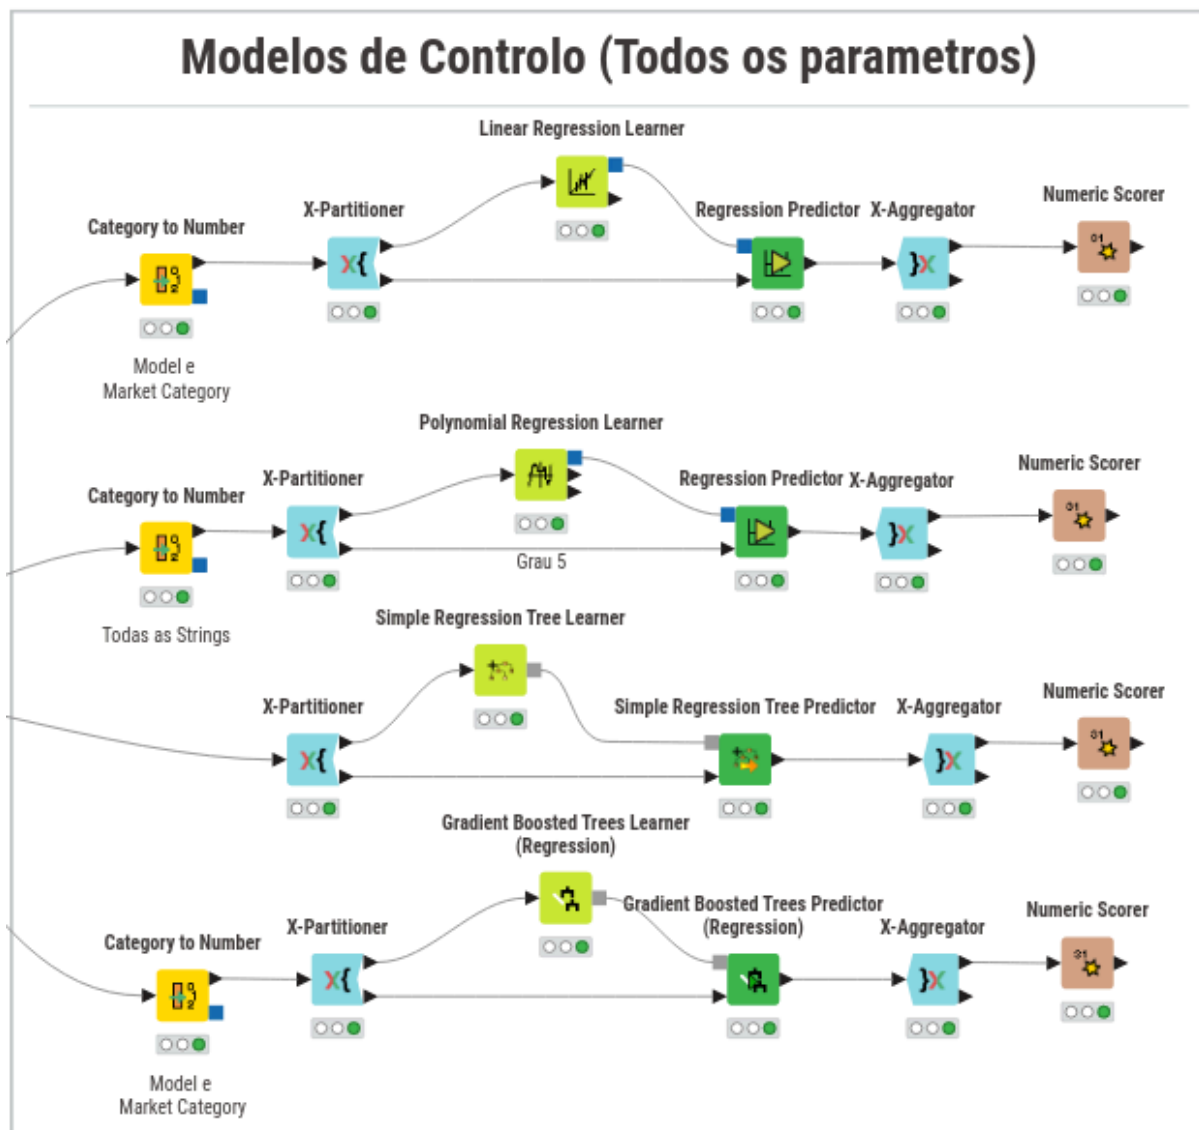 Modelos de Controlo (Todos os parametros)
Linear Regression Learner
Category to Number
X-Partitioner
Regression Predictor
X-Aggregator
Numeric Scorer
Model e
Market Category
Polynomial Regression Learner
Category to Number
X-Partitioner
Regression Predictor
X-Aggregator
Numeric Scorer
Grau 5
Todas as Strings
Simple Regression Tree Learner
X-Partitioner
Simple Regression Tree Predictor
X-Aggregator
Numeric Scorer
Gradient Boosted Trees Learner
(Regression)
Category to Number
X-Partitioner
Gradient Boosted Trees Predictor
(Regression)
X-Aggregator
Numeric Scorer
Model e
Market Category